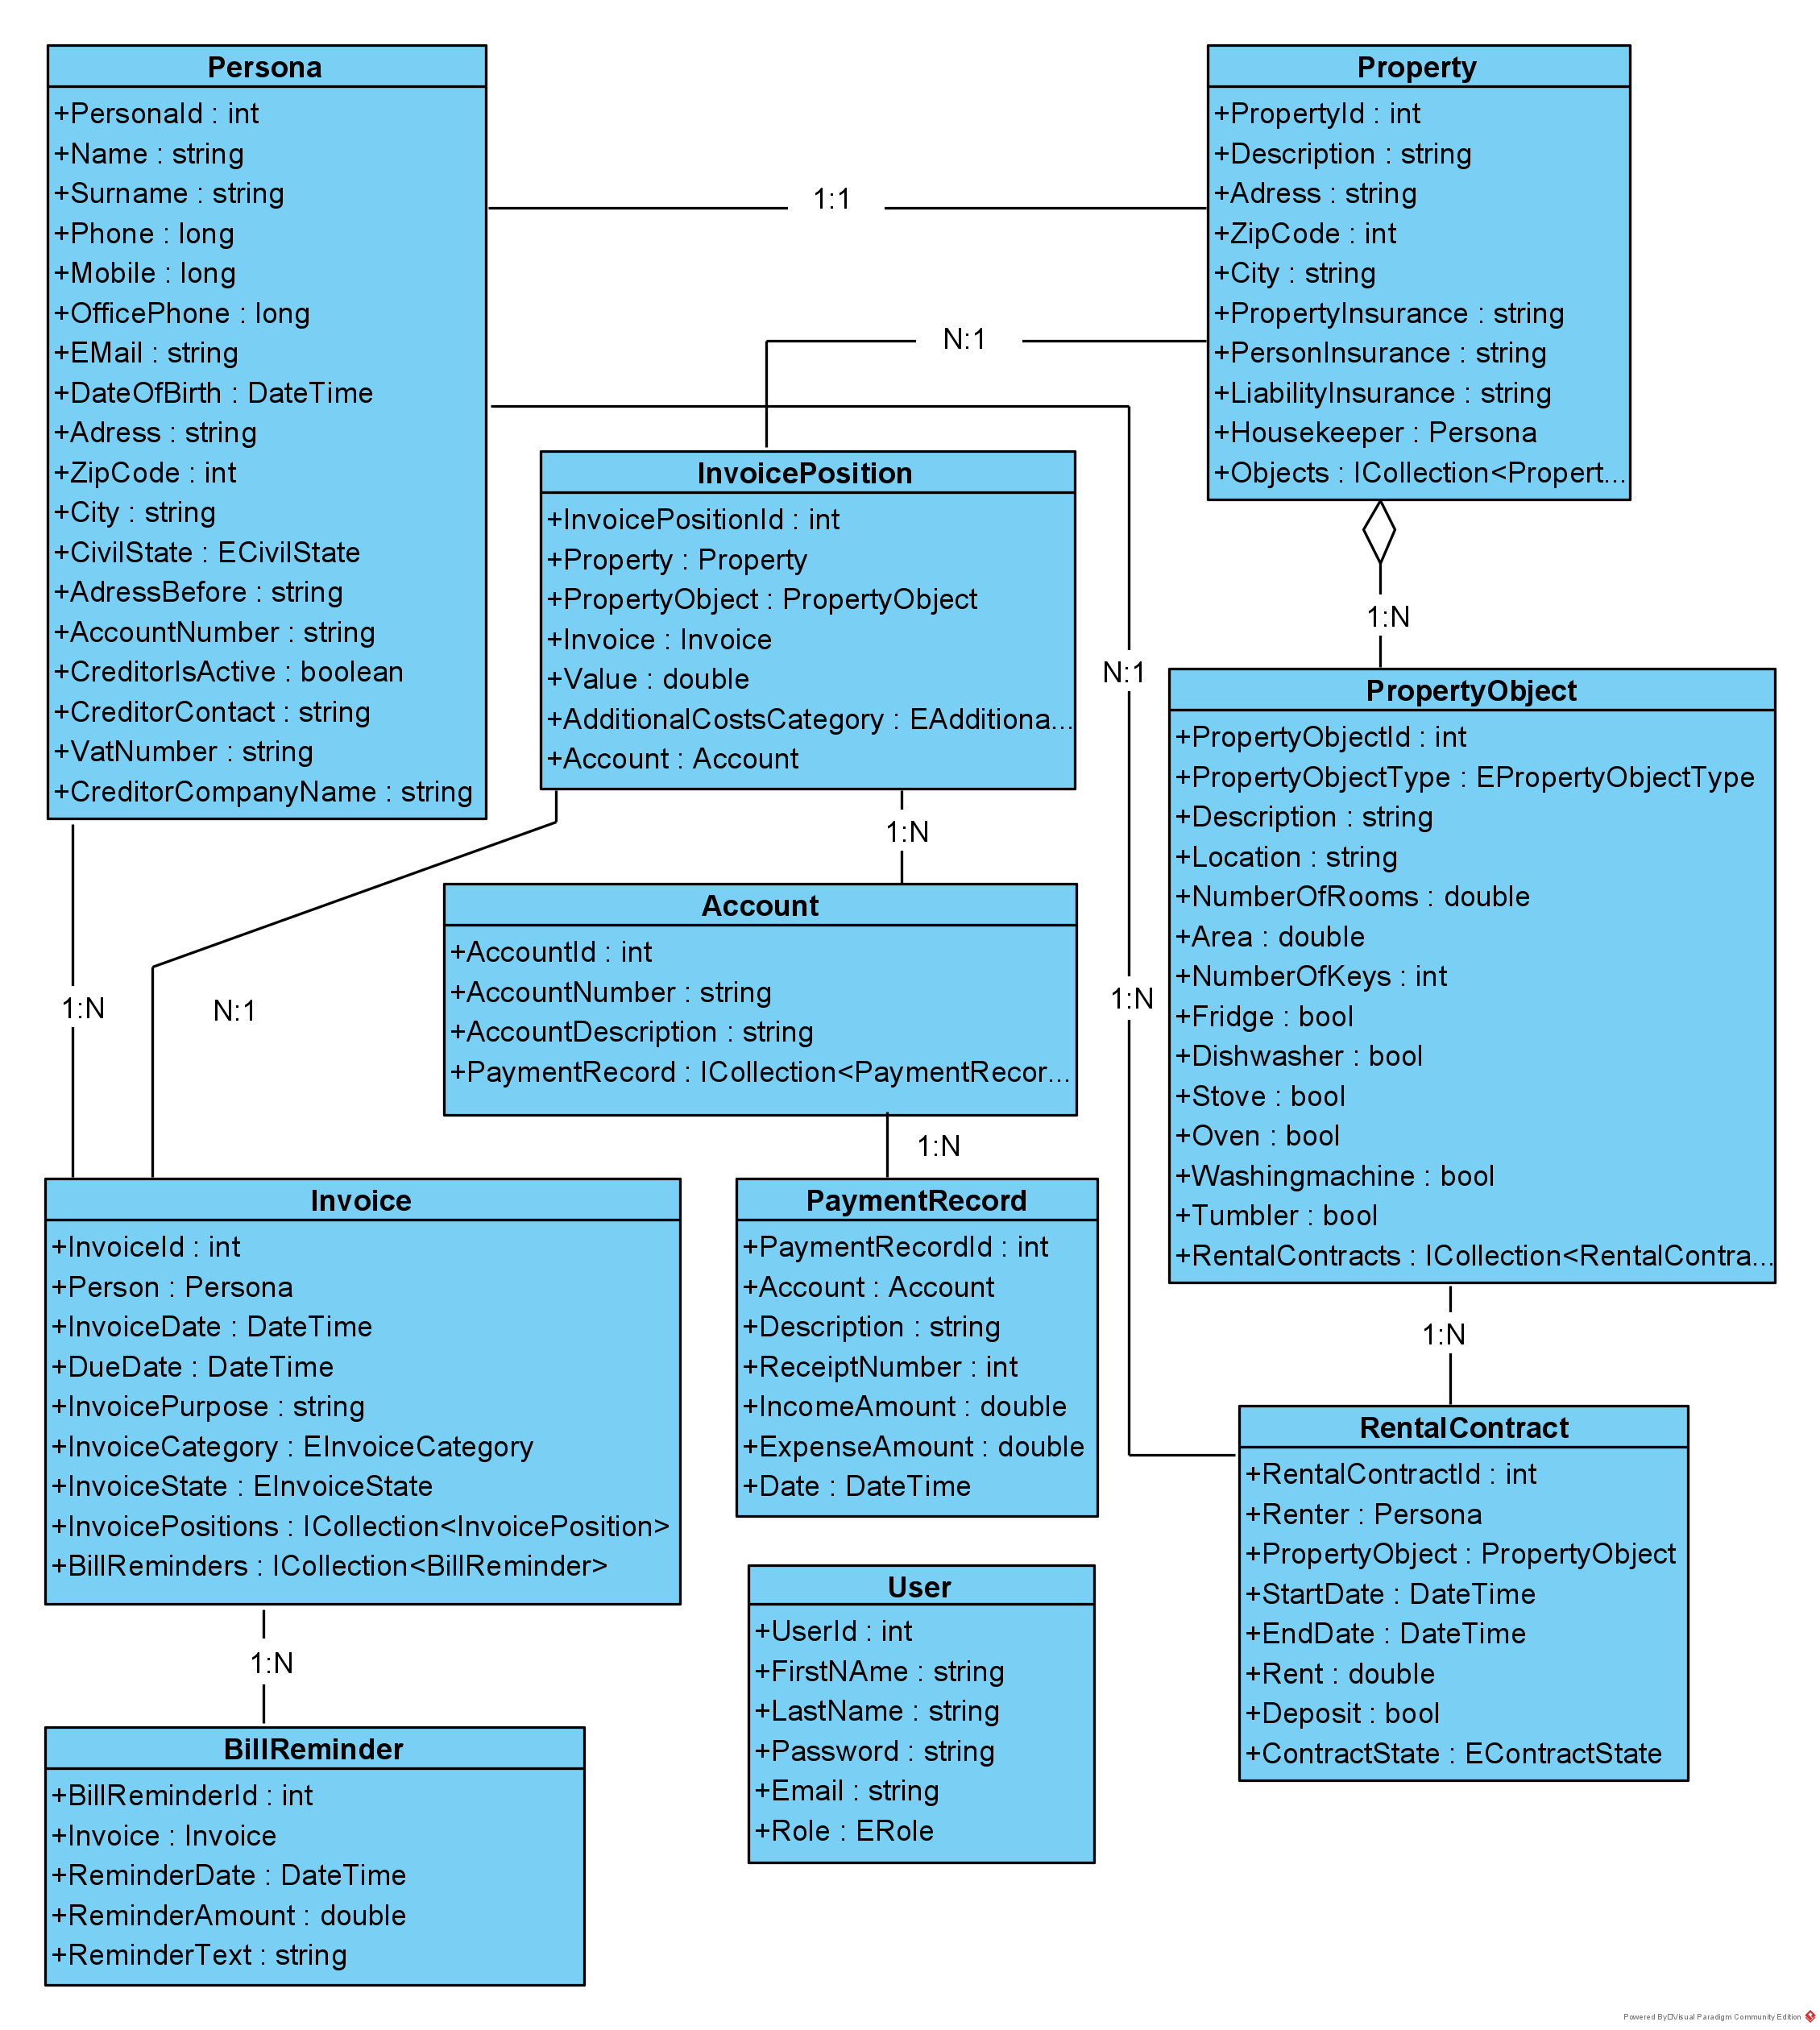 Persona
+PersonaId : int
+Name : string
+Surname : string
+Phone : long
+Mobile : long
+OfficePhone : long
+EMail : string
+DateOfBirth : DateTime
+Adress : string
+ZipCode : int
+City : string
+CivilState : ECivilState
+AdressBefore : string
+AccountNumber : string
+CreditorIsActive : boolean
+CreditorContact : string
+VatNumber : string
+CreditorCompanyName : string
1:1
Property
+PropertyId : int
+Description : string
+Adress : string
+ZipCode : int
+City : string
+PropertyInsurance : string
+PersonInsurance : string
+LiabilityInsurance : string
+Housekeeper : Persona
+Objects : ICollection<Propert...
N:1
InvoicePosition
+InvoicePositionId : int
+Property : Property
+PropertyObject : PropertyObject
+Invoice : Invoice
+Value : double
+AdditionalCostsCategory : EAdditiona...
+Account : Account
1:N
N:1
1:N
PropertyObject
+PropertyObjectId : int
+PropertyObjectType : EPropertyObjectType
+Description : string
+Location : string
+NumberOfRooms : double
+Area : double
+NumberOfKeys : int
+Fridge : bool
+Dishwasher : bool
+Stove : bool
+Oven : bool
+Washingmachine : bool
+Tumbler : bool
+RentalContracts : ICollection<RentalContra...
1:N
Account
+AccountId : int
+AccountNumber : string
+AccountDescription : string
+PaymentRecord : ICollection<PaymentRecor...
1:N
N:1
1:N
1:N
Invoice
+InvoiceId : int
+Person : Persona
+InvoiceDate : DateTime
+DueDate : DateTime
+InvoicePurpose : string
+InvoiceCategory : EInvoiceCategory
+InvoiceState : EInvoiceState
+InvoicePositions : ICollection<InvoicePosition>
+BillReminders : ICollection<BillReminder>
PaymentRecord
+PaymentRecordId : int
+Account : Account
+Description : string
+ReceiptNumber : int
+IncomeAmount : double
+ExpenseAmount : double
+Date : DateTime
1:N
RentalContract
+RentalContractId : int
+Renter : Persona
+PropertyObject : PropertyObject
+StartDate : DateTime
+EndDate : DateTime
+Rent : double
+Deposit : bool
+ContractState : EContractState
User
+UserId : int
+FirstNAme : string
+LastName : string
+Password : string
+Email : string
+Role : ERole
1:N
BillReminder
+BillReminderId : int
+Invoice : Invoice
+ReminderDate : DateTime
+ReminderAmount : double
+ReminderText : string
Powered By□Visual Paradigm Community Edition